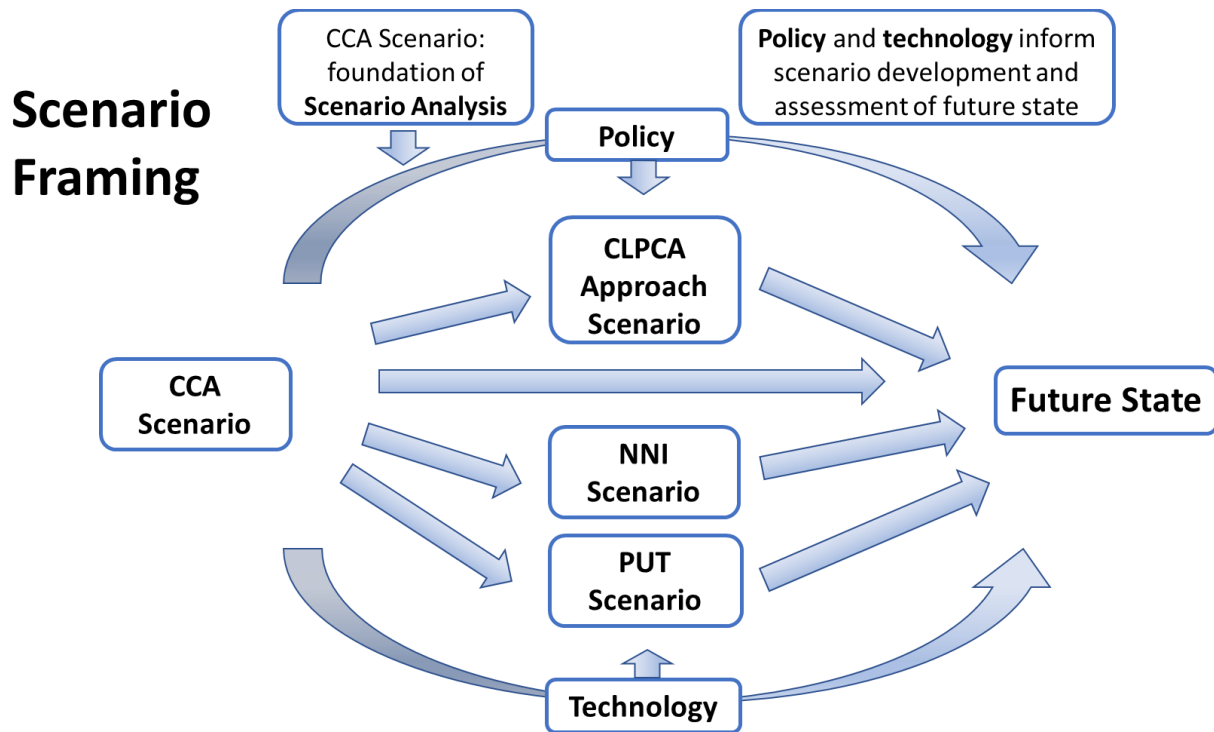 Scenario
Framing
CCA Scenario:
foundation of
Scenario Analysis
Policy and technology inform
scenario development and
assessment of future state
Policy
CLPCA
Approach
Scenario
CCA
Scenario
Future State
NNI
Scenario
PUT
Scenario
Technology